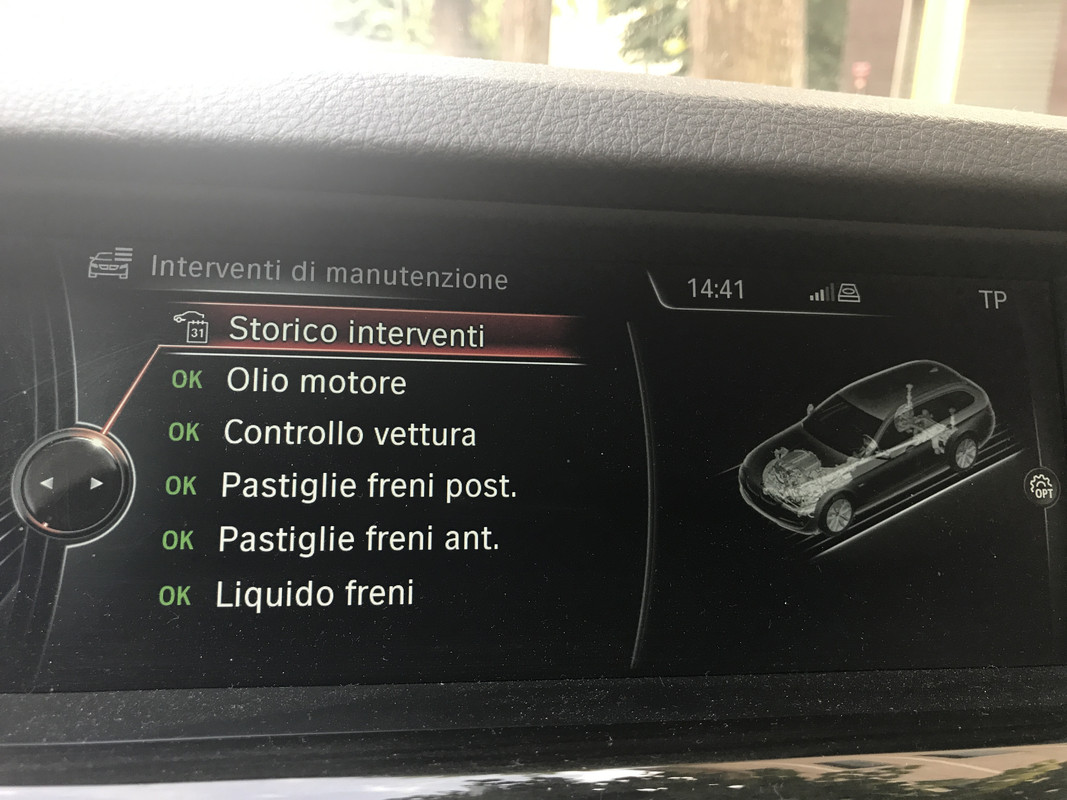 Interventi di manutenzione
14:41
TP
31 Storico interventi
OK Olio motore
OK Controllo vettura
OK Pastiglie freni post.
OK Pastiglie freni ant.
OK Liquido freni
OPT